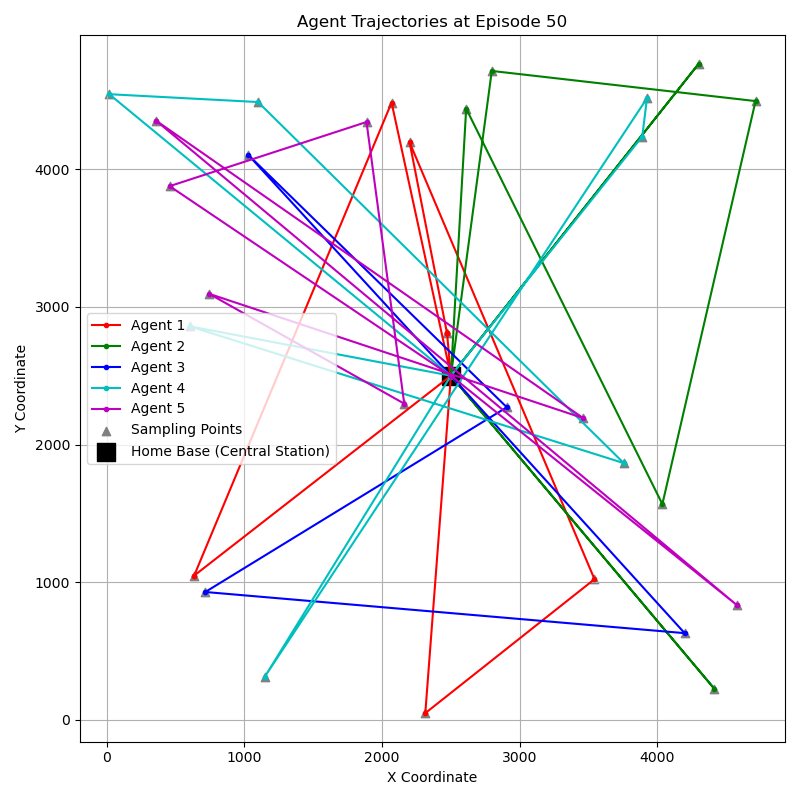 Agent Trajectories at Episode 50
Y Coordinate
4000
3000
2000
1000
0
Agent 1
Agent 2
Agent 3
Agent 4
Agent 5
Sampling Points
Home Base (Central Station)
0 1000 2000 3000 4000
X Coordinate